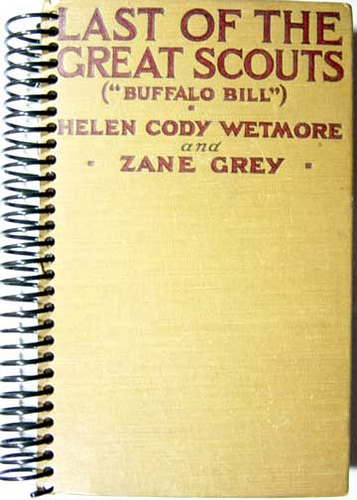 LAST OF THE
GREAT SCOUTS
("BUFFALO BILL")
HELEN CODY WETMORE
and
ZANE GREY